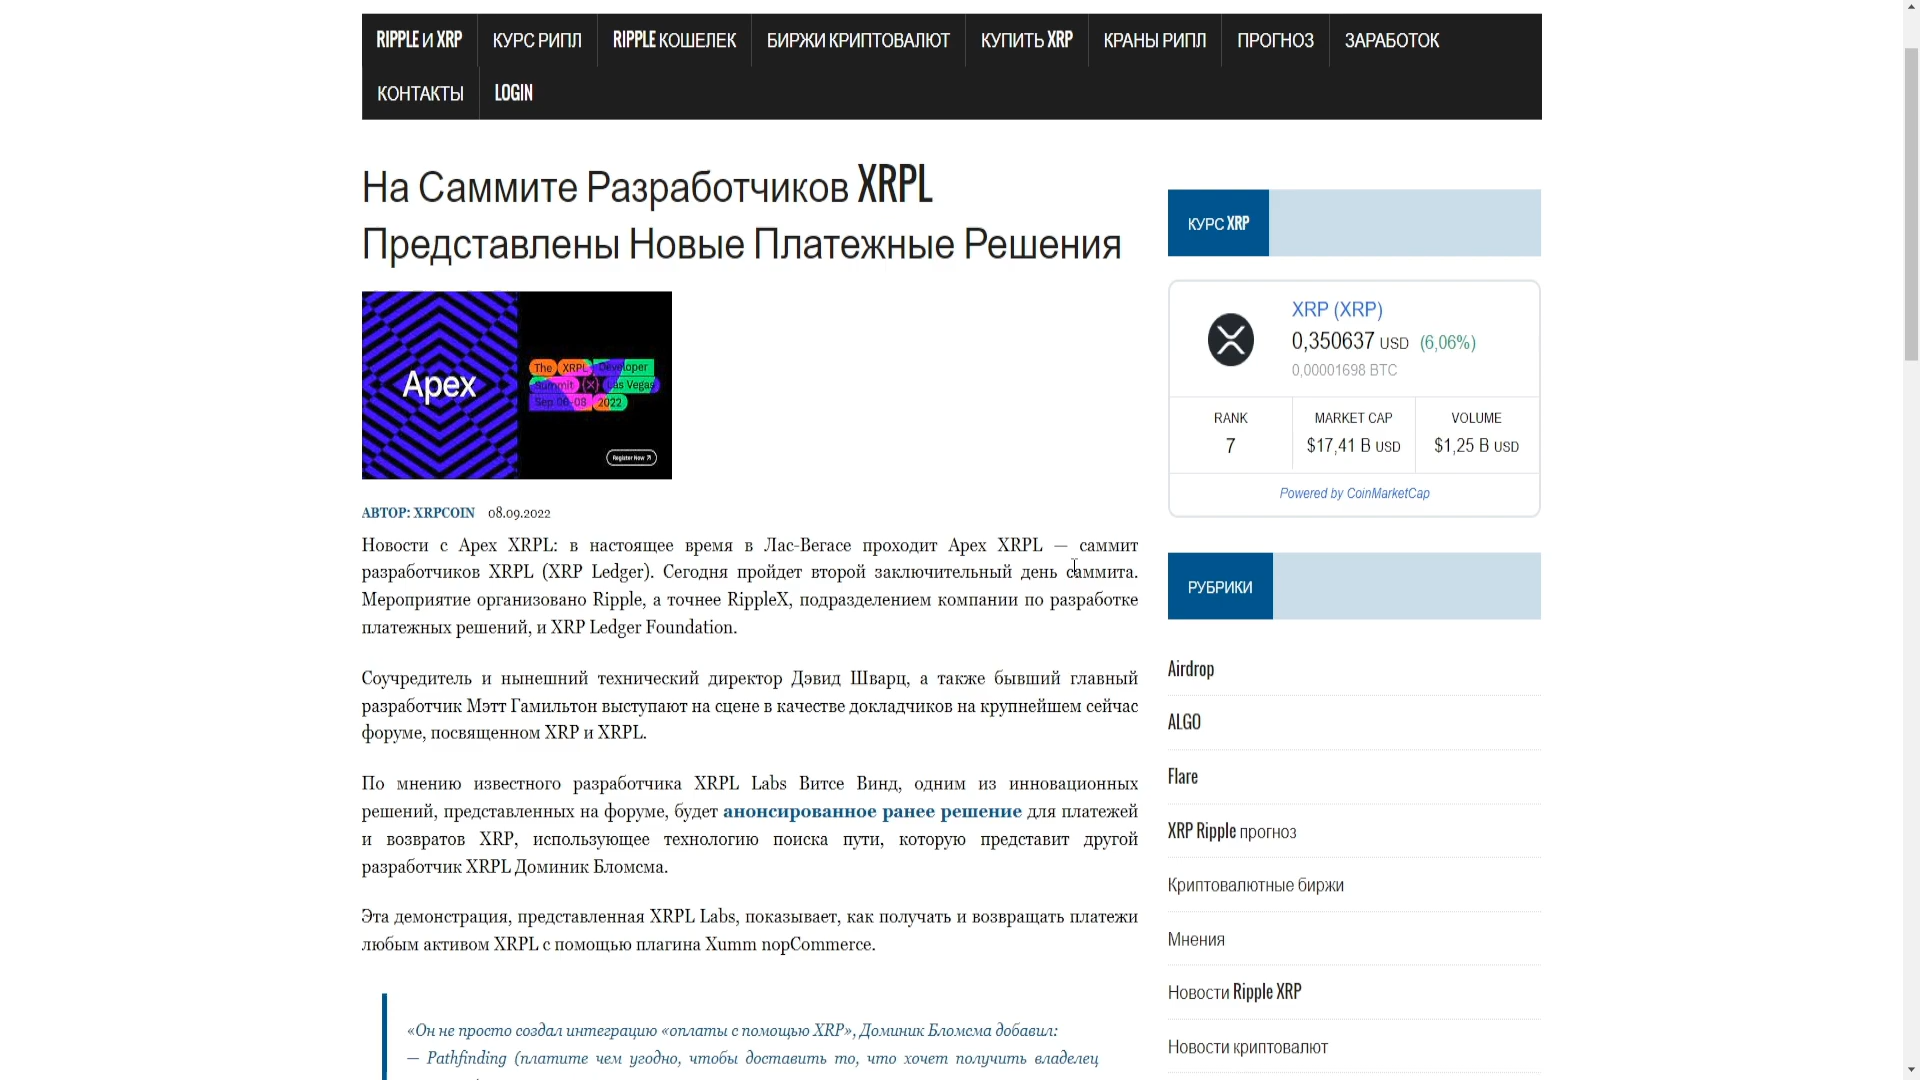 RIPPLE И XRP КУРС РИПЛ RIPPLE КОШЕЛЕК БИРЖИ КРИПТОВАЛЮТ КУПИТЬ XRP КРАНЫ РИПЛ ПРОГНОЗ ЗАРАБОТОК
КОНТАКТЫ LOGIN
На Саммите Разработчиков XRPL
Представлены Новые Платежные Решения
Apex
The XRPL Developer
Summit (X) Las Vegas
Sep 06-08 2022
Register Now
АВТОР: XRPCOIN 08.09.2022
Новости с Apex XRPL: в настоящее время в Лас-Вегасе проходит Apex XRPL — саммит
разработчиков XRPL (XRP Ledger). Сегодня пройдет второй заключительный день саммита.
Мероприятие организовано Ripple, а точнее RippleX, подразделением компании по разработке
платежных решений, и XRP Ledger Foundation.
Соучредитель и нынешний технический директор Дэвид Шварц, а также бывший главный
разработчик Мэтт Гамильтон выступают на сцене в качестве докладчиков на крупнейшем сейчас
форуме, посвященном XRP и XRPL.
По мнению известного разработчика XRPL Labs Витсе Винд, одним из инновационных
решений, представленных на форуме, будет анонсированное ранее решение для платежей
и возвратов XRP, использующее технологию поиска пути, которую представит другой
разработчик XRPL Доминик Бломсма.
Эта демонстрация, представленная XRPL Labs, показывает, как получать и возвращать платежи
любым активом XRPL с помощью плагина Xumm nopCommerce.
«Он не просто создал интеграцию «оплаты с помощью XRP», Доминик Бломсма добавил:
— Pathfinding (платите чем угодно, чтобы доставить то, что хочет получить владелец
КУРС XRP
XRP (XRP)
0,350637 USD (6,06%)
0,00001698 BTC
RANK MARKET CAP VOLUME
7 $17,41 B USD $1,25 B USD
Powered by CoinMarketCap
РУБРИКИ
Airdrop
ALGO
Flare
XRP Ripple прогноз
Криптовалютные биржи
Мнения
Новости Ripple XRP
Новости криптовалют